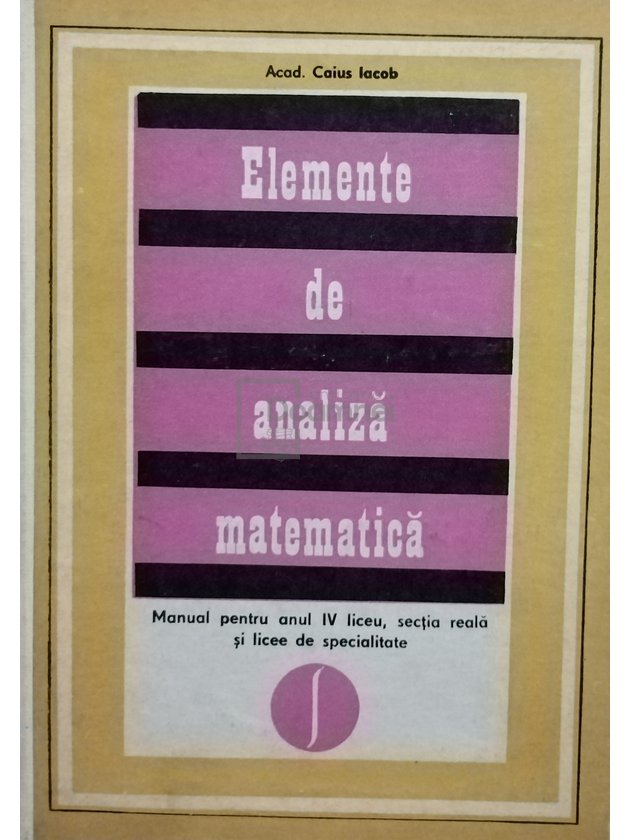 Acad. Caius Iacob
Elemente
de
analiză
matematică
Manual pentru anul IV liceu, secția reală
și licee de specialitate
∫